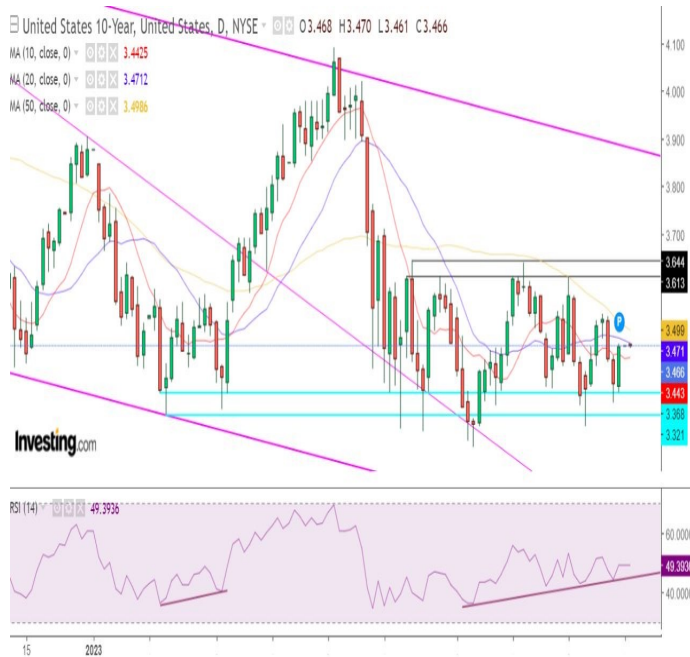 United States 10-Year, United States, D, NYSE O3.468 H3.470 L3.461 C3.466
MA (10, close, 0) 3.4425
MA (20, close, 0) 3.4712
MA (50, close, 0) 3.4986
4.100
4.000
3.900
3.800
3.700
3.644
3.613
P
3.499
3.471
3.466
3.443
3.368
3.321
Investing.com
RSI (14) 49.3936
60.0000
49.3936
40.0000
15 2023